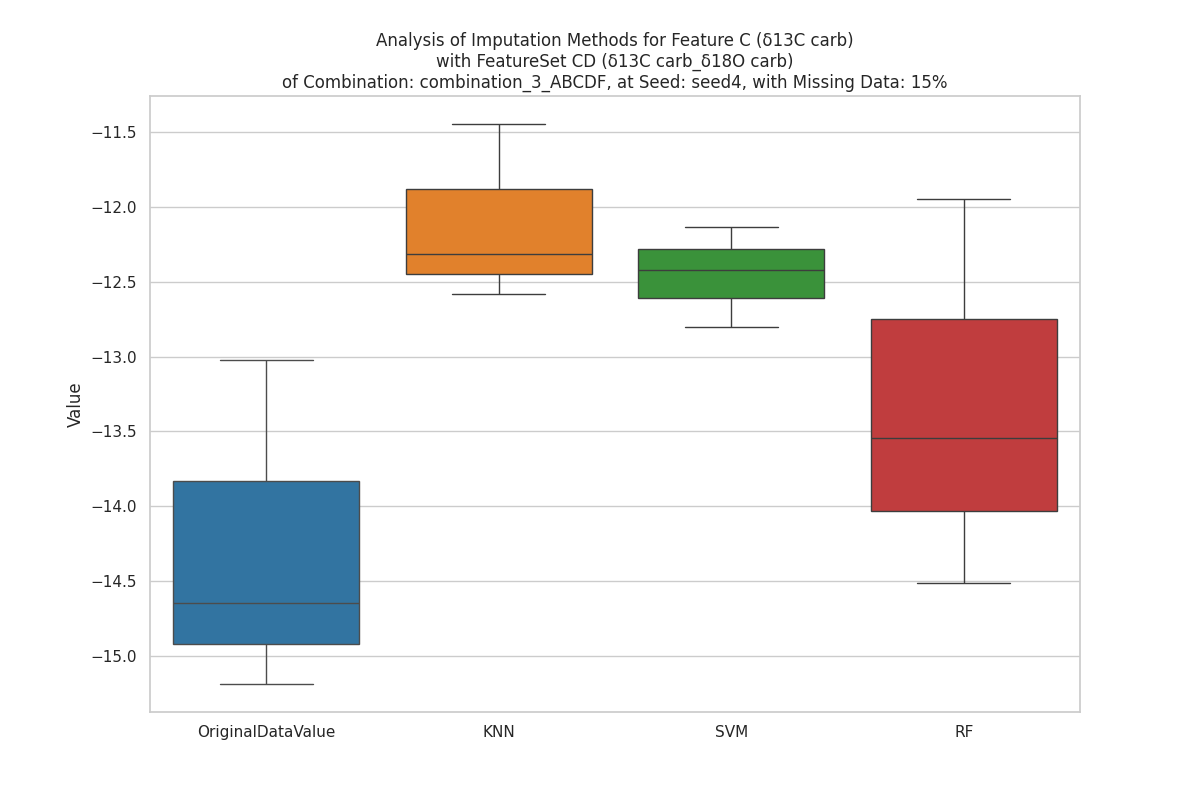 Analysis of Imputation Methods for Feature C (δ13C carb)
with FeatureSet CD (δ13C carb_δ18O carb)
of Combination: combination_3_ABCDF, at Seed: seed4, with Missing Data: 15%
Value
−11.5
−12.0
−12.5
−13.0
−13.5
−14.0
−14.5
−15.0
OriginalDataValue
KNN
SVM
RF